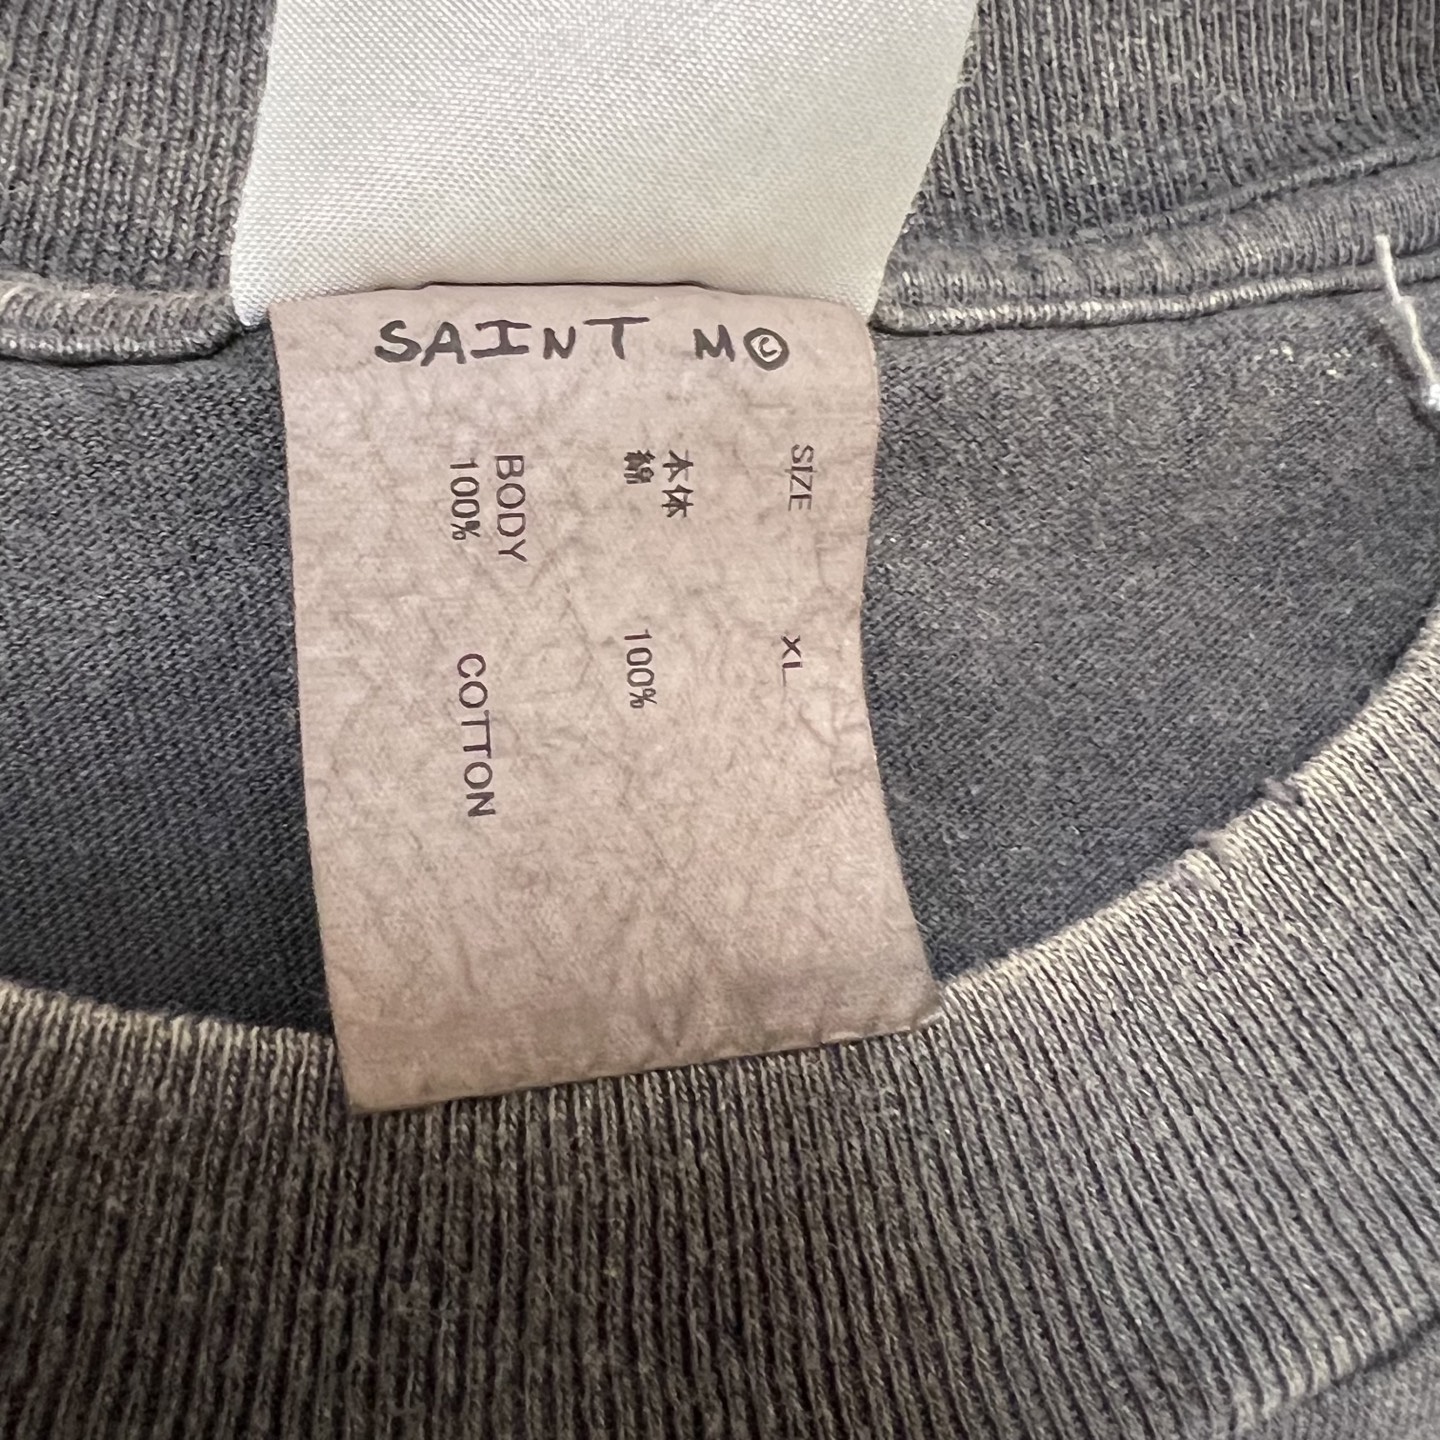 SAINT M©
SIZE XL
本体
綿 100%
BODY
100% COTTON